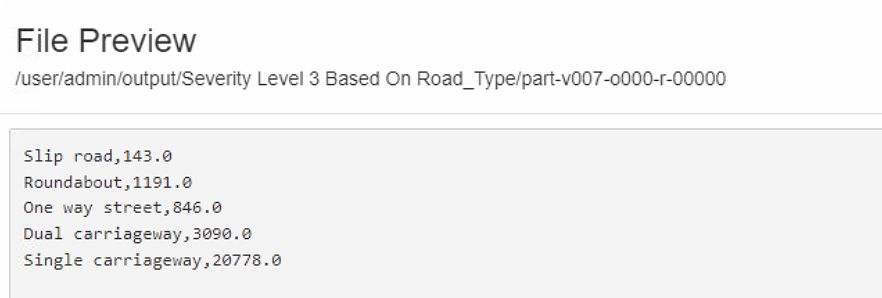 File Preview
/user/admin/output/Severity Level 3 Based On Road_Type/part-v007-o000-r-00000
Slip road,143.0
Roundabout,1191.0
One way street,846.0
Dual carriageway,3090.0
Single carriageway,20778.0